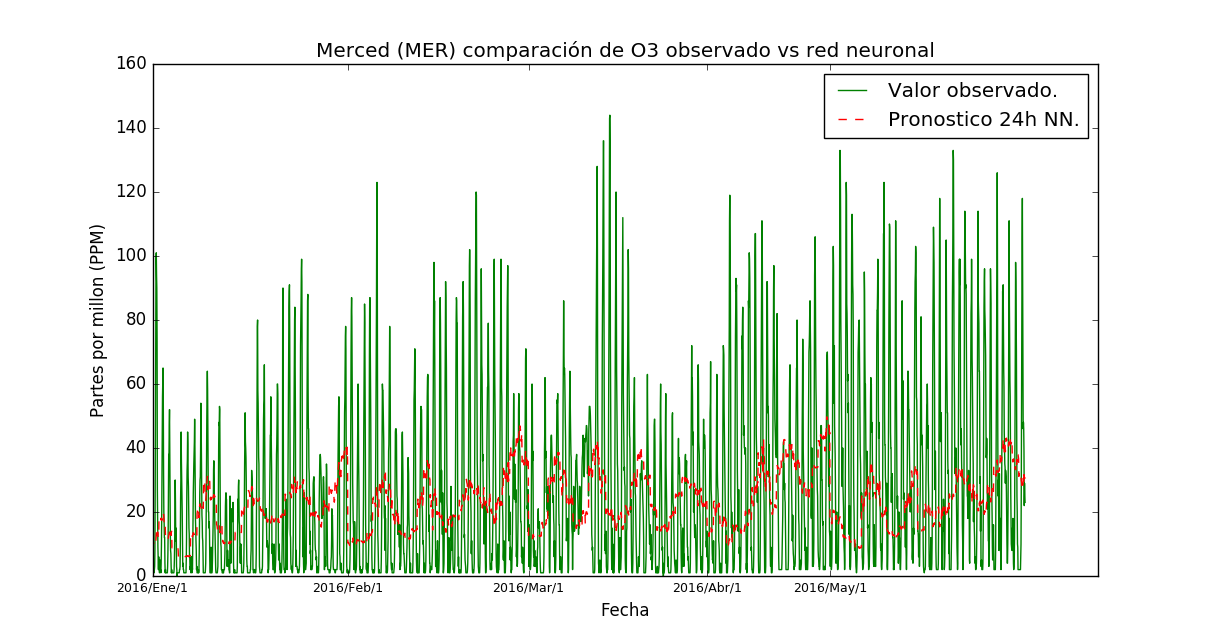 Merced (MER) comparación de O3 observado vs red neuronal
160
140
120
100
80
60
40
20
0
Partes por millon (PPM)
Valor observado.
Pronostico 24h NN.
2016/Ene/1 2016/Feb/1 2016/Mar/1 2016/Abr/1 2016/May/1
Fecha